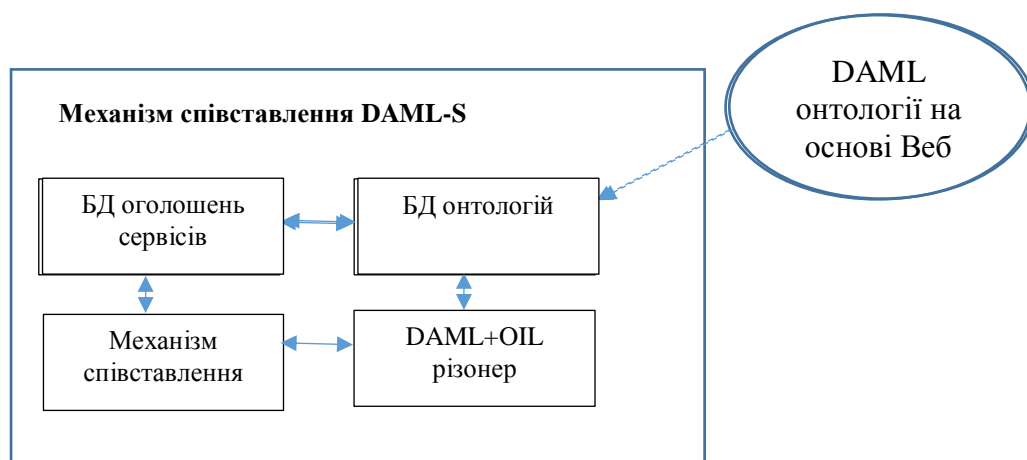 DAML
онтології на
основі Веб
Механізм співставлення DAML-S
БД оголошень
сервісів
БД онтологій
Механізм
співставлення
DAML+OIL
різонер